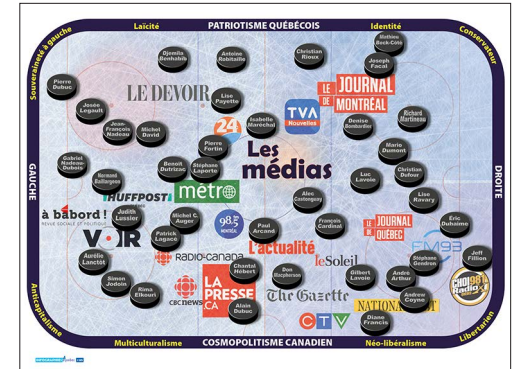 Laïcité
PATRIOTISME QUÉBÉCOIS
Identité
Souveraineté à gauche
Conservateur
Djemila
Benhabib
Antoine
Robitaille
Christian
Rioux
Mathieu
Bock-Côté
Joseph
Facal
Pierre
Dubuc
LE DEVOIR
Lise
Payette
LE JOURNAL
DE MONTRÉAL
Josée
Legault
TVA
Nouvelles
Richard
Martineau
Jean-
François
Nadeau
Michel
David
24
Isabelle
Maréchal
Denise
Bombardier
Pierre
Fortin
Les
médias
Mario
Dumont
Gabriel
Nadeau-
Dubois
Normand
Baillargeon
Benoit
Dutrizac
Stéphane
Laporte
Luc
Lavoie
Christian
Dufour
GAUCHE
DROITE
HUFFPOST
métro
Alec
Castonguay
Lise
Ravary
à bâbord !
REVUE SOCIALE ET POLITIQUE
Judith
Lussier
Michel C.
Auger
98.5
MONTRÉAL
Paul
Arcand
François
Cardinal
LE JOURNAL
DE QUÉBEC
Eric
Duhaime
VOIR
Patrick
Lagacé
L'actualité
FM93
Aurélie
Lanctôt
RADIO-CANADA
Chantal
Hébert
leSoleil
Stéphane
Gendron
Jeff
Fillion
Simon
Jodoin
Rima
Elkouri
CBCNEWS
LA
PRESSE
.CA
Don
Macpherson
Gilbert
Lavoie
André
Arthur
CHOI 98.1
RadioX
The Gazette
Andrew
Coyne
Alain
Dubuc
CTV
NATIONAL POST
Diane
Francis
Anticapitalisme
Libertarien
Multiculturalisme
COSMOPOLITISME CANADIEN
Néo-libéralisme